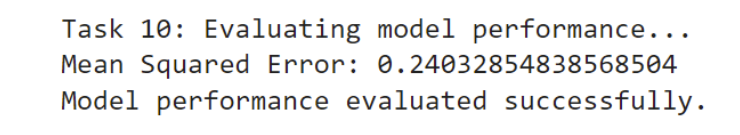 Task 10: Evaluating model performance...
Mean Squared Error: 0.24032854838568504
Model performance evaluated successfully.